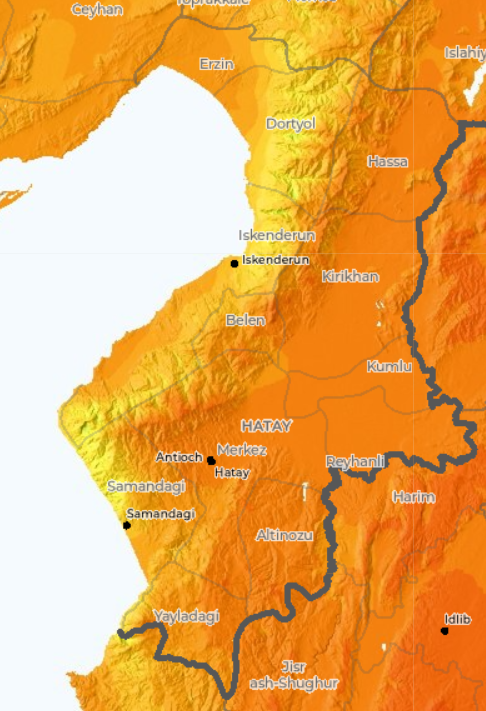 Ceyhan
Toprakkale
Erzin
Islahiy
Dortyol
Hassa
Iskenderun
Iskenderun
Kirikhan
Belen
Kumlu
HATAY
Antioch
Merkez
Hatay
Reyhanli
Samandagi
Harim
Samandagi
Altinozu
Yayladagi
Idlib
Jisr
ash-Shughur